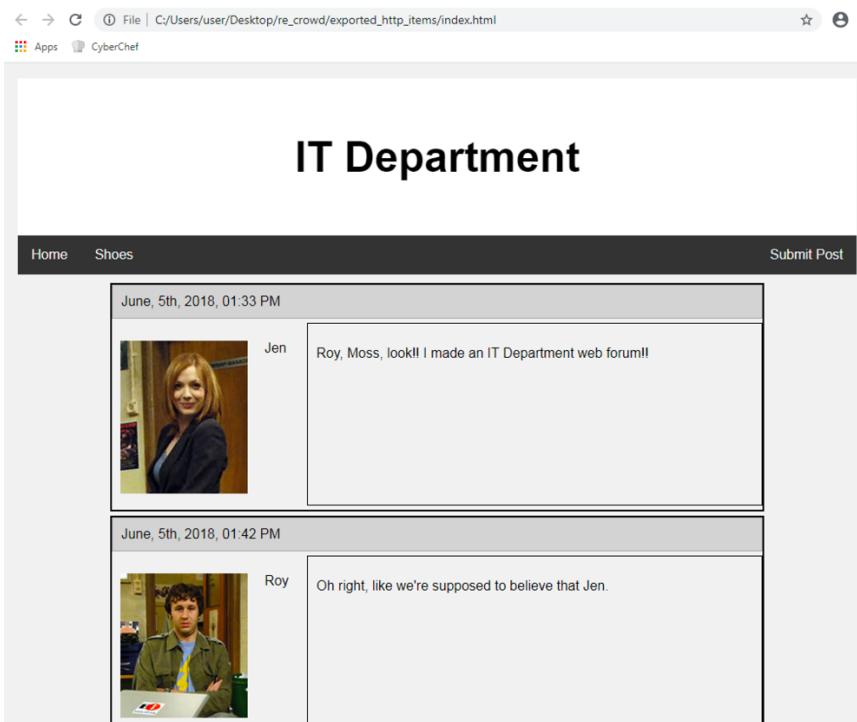 File | C:/Users/user/Desktop/re_crowd/exported_http_items/index.html
Apps CyberChef
IT Department
Home Shoes Submit Post
June, 5th, 2018, 01:33 PM
Jen
Roy, Moss, look!! I made an IT Department web forum!!
June, 5th, 2018, 01:42 PM
Roy
Oh right, like we're supposed to believe that Jen.